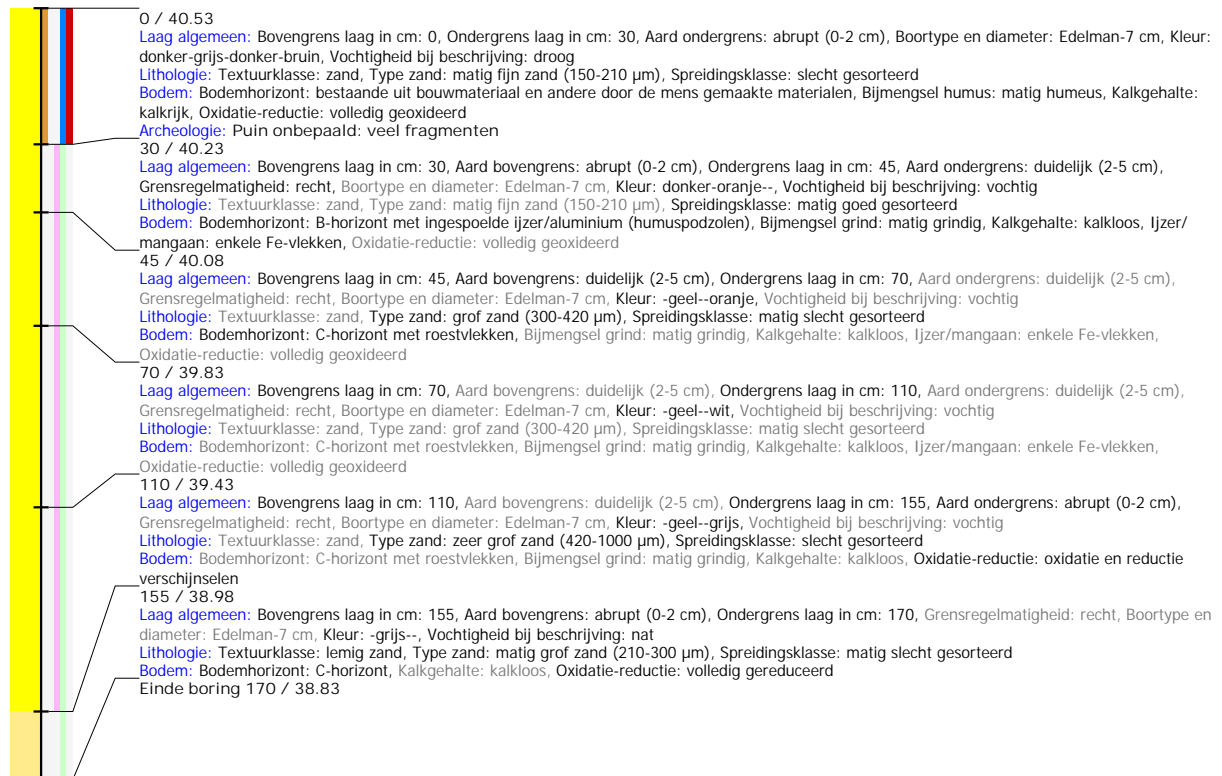 0 / 40.53
Laag algemeen: Bovengrens laag in cm: 0, Ondergrens laag in cm: 30, Aard ondergrens: abrupt (0-2 cm), Boortype en diameter: Edelman-7 cm, Kleur:
donker-grijs-donker-bruin, Vochtigheid bij beschrijving: droog
Lithologie: Textuurklasse: zand, Type zand: matig fijn zand (150-210 µm), Spreidingsklasse: slecht gesorteerd
Bodem: Bodemhorizont: bestaande uit bouwmateriaal en andere door de mens gemaakte materialen, Bijmengsel humus: matig humeus, Kalkgehalte:
kalkrijk, Oxidatie-reductie: volledig geoxideerd
Archeologie: Puin onbepaald: veel fragmenten
30 / 40.23
Laag algemeen: Bovengrens laag in cm: 30, Aard bovengrens: abrupt (0-2 cm), Ondergrens laag in cm: 45, Aard ondergrens: duidelijk (2-5 cm),
Grensregelmatigheid: recht, Boortype en diameter: Edelman-7 cm, Kleur: donker-oranje--, Vochtigheid bij beschrijving: vochtig
Lithologie: Textuurklasse: zand, Type zand: matig fijn zand (150-210 µm), Spreidingsklasse: matig goed gesorteerd
Bodem: Bodemhorizont: B-horizont met ingespoelde ijzer/aluminium (humuspodzolen), Bijmengsel grind: matig grindig, Kalkgehalte: kalkloos, Ijzer/
mangaan: enkele Fe-vlekken, Oxidatie-reductie: volledig geoxideerd
45 / 40.08
Laag algemeen: Bovengrens laag in cm: 45, Aard bovengrens: duidelijk (2-5 cm), Ondergrens laag in cm: 70, Aard ondergrens: duidelijk (2-5 cm),
Grensregelmatigheid: recht, Boortype en diameter: Edelman-7 cm, Kleur: -geel--oranje, Vochtigheid bij beschrijving: vochtig
Lithologie: Textuurklasse: zand, Type zand: grof zand (300-420 µm), Spreidingsklasse: matig slecht gesorteerd
Bodem: Bodemhorizont: C-horizont met roestvlekken, Bijmengsel grind: matig grindig, Kalkgehalte: kalkloos, Ijzer/mangaan: enkele Fe-vlekken,
Oxidatie-reductie: volledig geoxideerd
70 / 39.83
Laag algemeen: Bovengrens laag in cm: 70, Aard bovengrens: duidelijk (2-5 cm), Ondergrens laag in cm: 110, Aard ondergrens: duidelijk (2-5 cm),
Grensregelmatigheid: recht, Boortype en diameter: Edelman-7 cm, Kleur: -geel--wit, Vochtigheid bij beschrijving: vochtig
Lithologie: Textuurklasse: zand, Type zand: grof zand (300-420 µm), Spreidingsklasse: matig slecht gesorteerd
Bodem: Bodemhorizont: C-horizont met roestvlekken, Bijmengsel grind: matig grindig, Kalkgehalte: kalkloos, Ijzer/mangaan: enkele Fe-vlekken,
Oxidatie-reductie: volledig geoxideerd
110 / 39.43
Laag algemeen: Bovengrens laag in cm: 110, Aard bovengrens: duidelijk (2-5 cm), Ondergrens laag in cm: 155, Aard ondergrens: abrupt (0-2 cm),
Grensregelmatigheid: recht, Boortype en diameter: Edelman-7 cm, Kleur: -geel--grijs, Vochtigheid bij beschrijving: vochtig
Lithologie: Textuurklasse: zand, Type zand: zeer grof zand (420-1000 µm), Spreidingsklasse: slecht gesorteerd
Bodem: Bodemhorizont: C-horizont met roestvlekken, Bijmengsel grind: matig grindig, Kalkgehalte: kalkloos, Oxidatie-reductie: oxidatie en reductie
verschijnselen
155 / 38.98
Laag algemeen: Bovengrens laag in cm: 155, Aard bovengrens: abrupt (0-2 cm), Ondergrens laag in cm: 170, Grensregelmatigheid: recht, Boortype en
diameter: Edelman-7 cm, Kleur: -grijs--, Vochtigheid bij beschrijving: nat
Lithologie: Textuurklasse: lemig zand, Type zand: matig grof zand (210-300 µm), Spreidingsklasse: matig slecht gesorteerd
Bodem: Bodemhorizont: C-horizont, Kalkgehalte: kalkloos, Oxidatie-reductie: volledig gereduceerd
Einde boring 170 / 38.83